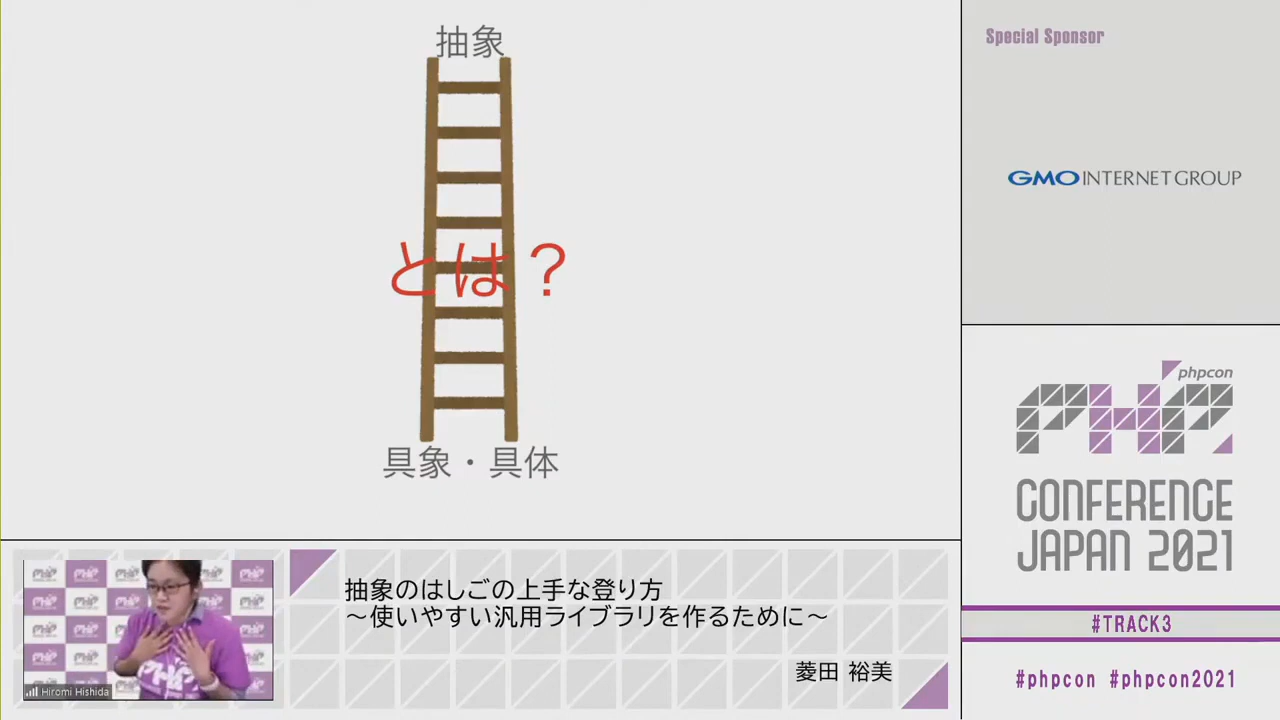 抽象
とは？
具象・具体
Special Sponsor
GMO INTERNET GROUP
phpcon
PHP
CONFERENCE
JAPAN 2021
#TRACK3
#phpcon #phpcon2021
抽象のはしごの上手な登り方
～使いやすい汎用ライブラリを作るために～
菱田 裕美
Hiromi Hishida